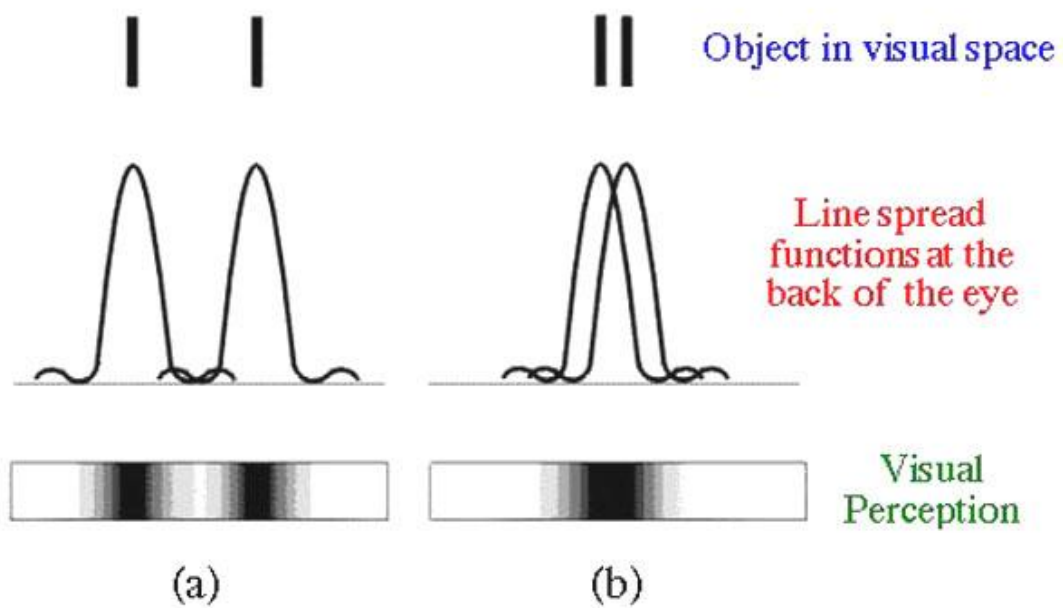 Object in visual space
Line spread
functions at the
back of the eye
Visual
Perception
(a)
(b)